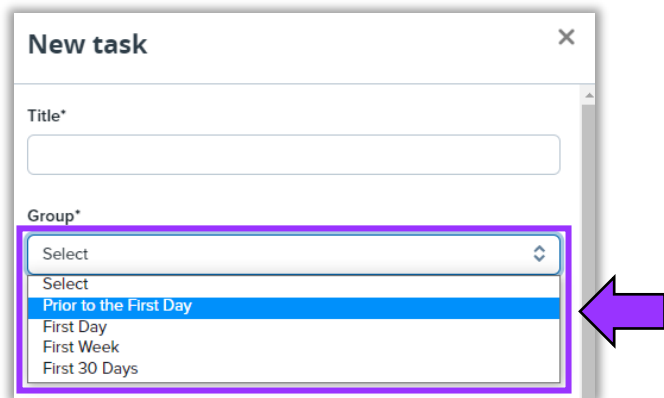 New task
Title*
Group*
Select
Select
Prior to the First Day
First Day
First Week
First 30 Days